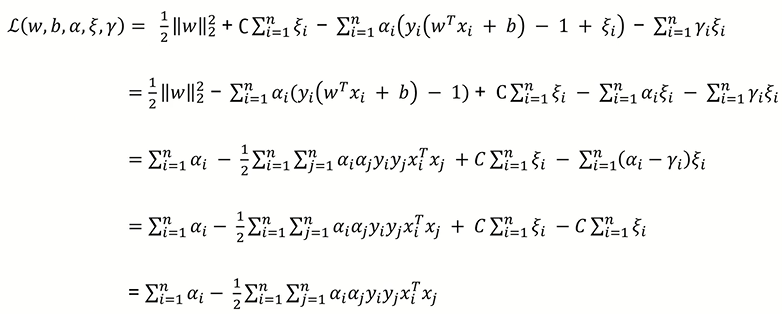 ℒ(w, b, α, ξ, γ) = ½‖w‖₂² + C∑ᵢ₌₁ⁿ ξᵢ − ∑ᵢ₌₁ⁿ αᵢ(yᵢ(wᵀxᵢ + b) − 1 + ξᵢ) − ∑ᵢ₌₁ⁿ γᵢξᵢ
= ½‖w‖₂² − ∑ᵢ₌₁ⁿ αᵢ(yᵢ(wᵀxᵢ + b) − 1) + C∑ᵢ₌₁ⁿ ξᵢ − ∑ᵢ₌₁ⁿ αᵢξᵢ − ∑ᵢ₌₁ⁿ γᵢξᵢ
= ∑ᵢ₌₁ⁿ αᵢ − ½∑ᵢ₌₁ⁿ ∑ⱼ₌₁ⁿ αᵢαⱼyᵢyⱼxᵢᵀxⱼ + C∑ᵢ₌₁ⁿ ξᵢ − ∑ᵢ₌₁ⁿ(αᵢ − γᵢ)ξᵢ
= ∑ᵢ₌₁ⁿ αᵢ − ½∑ᵢ₌₁ⁿ ∑ⱼ₌₁ⁿ αᵢαⱼyᵢyⱼxᵢᵀxⱼ + C∑ᵢ₌₁ⁿ ξᵢ − C∑ᵢ₌₁ⁿ ξᵢ
= ∑ᵢ₌₁ⁿ αᵢ − ½∑ᵢ₌₁ⁿ ∑ⱼ₌₁ⁿ αᵢαⱼyᵢyⱼxᵢᵀxⱼ